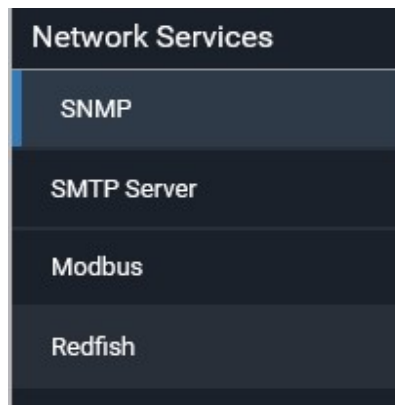 Network Services
SNMP
SMTP Server
Modbus
Redfish